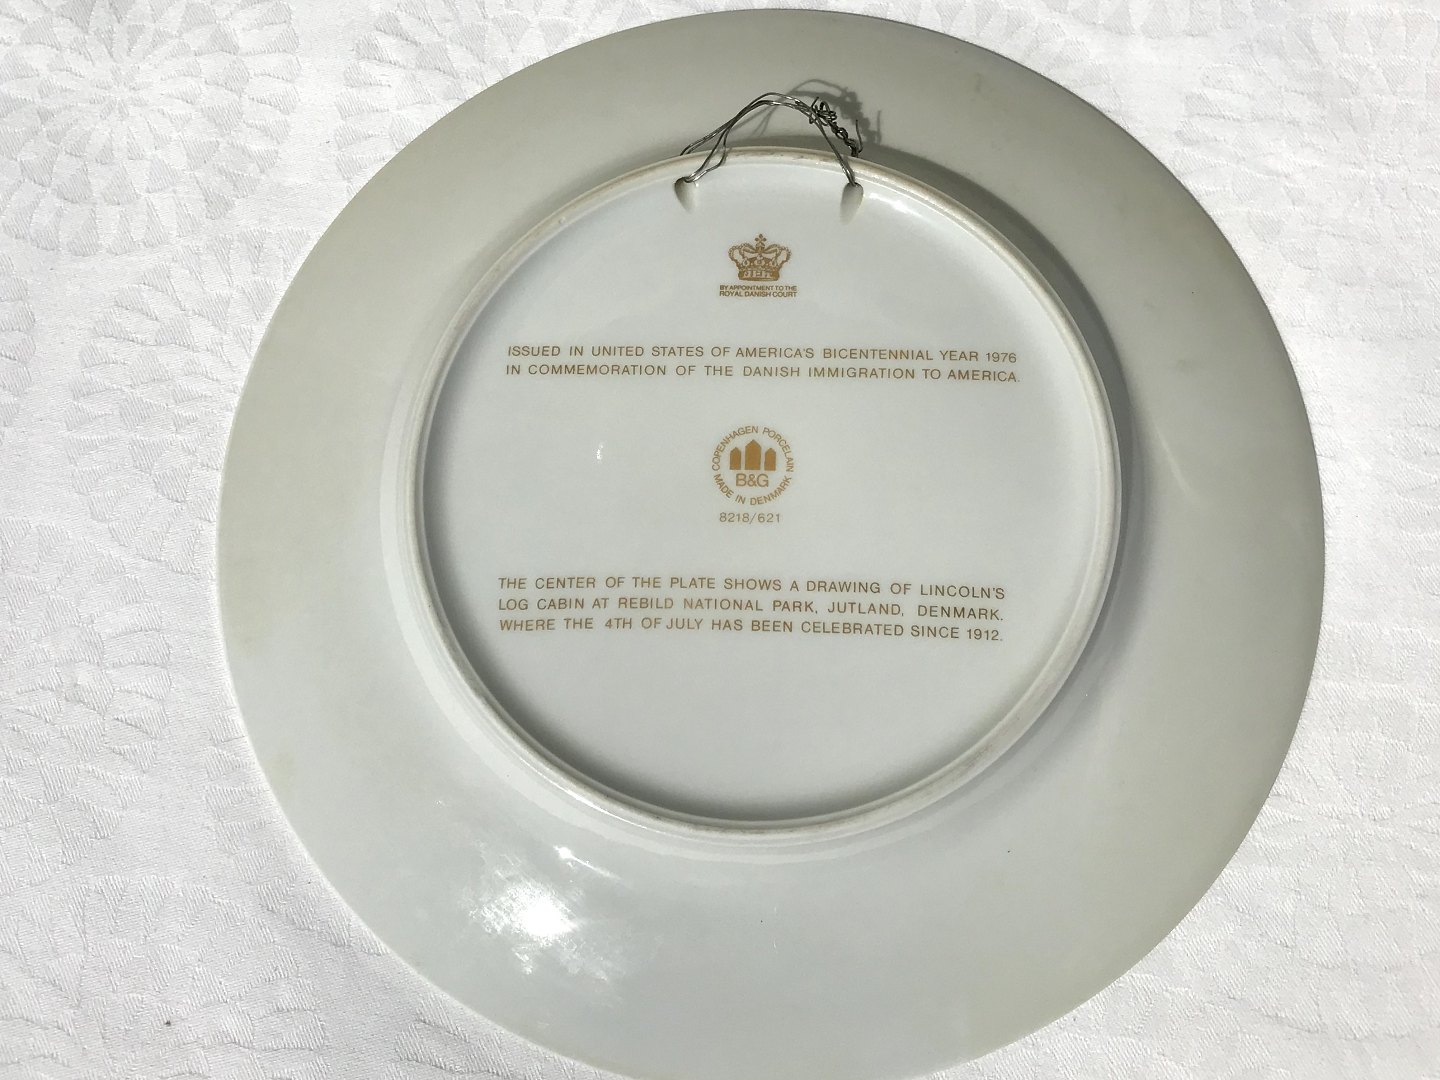 BY APPOINTMENT TO THE
ROYAL DANISH COURT
ISSUED IN UNITED STATES OF AMERICA'S BICENTENNIAL YEAR 1976
IN COMMEMORATION OF THE DANISH IMMIGRATION TO AMERICA.
COPENHAGEN PORCELAIN
B&G
MADE IN DENMARK
8218/621
THE CENTER OF THE PLATE SHOWS A DRAWING OF LINCOLN'S
LOG CABIN AT REBILD NATIONAL PARK, JUTLAND, DENMARK.
WHERE THE 4TH OF JULY HAS BEEN CELEBRATED SINCE 1912.